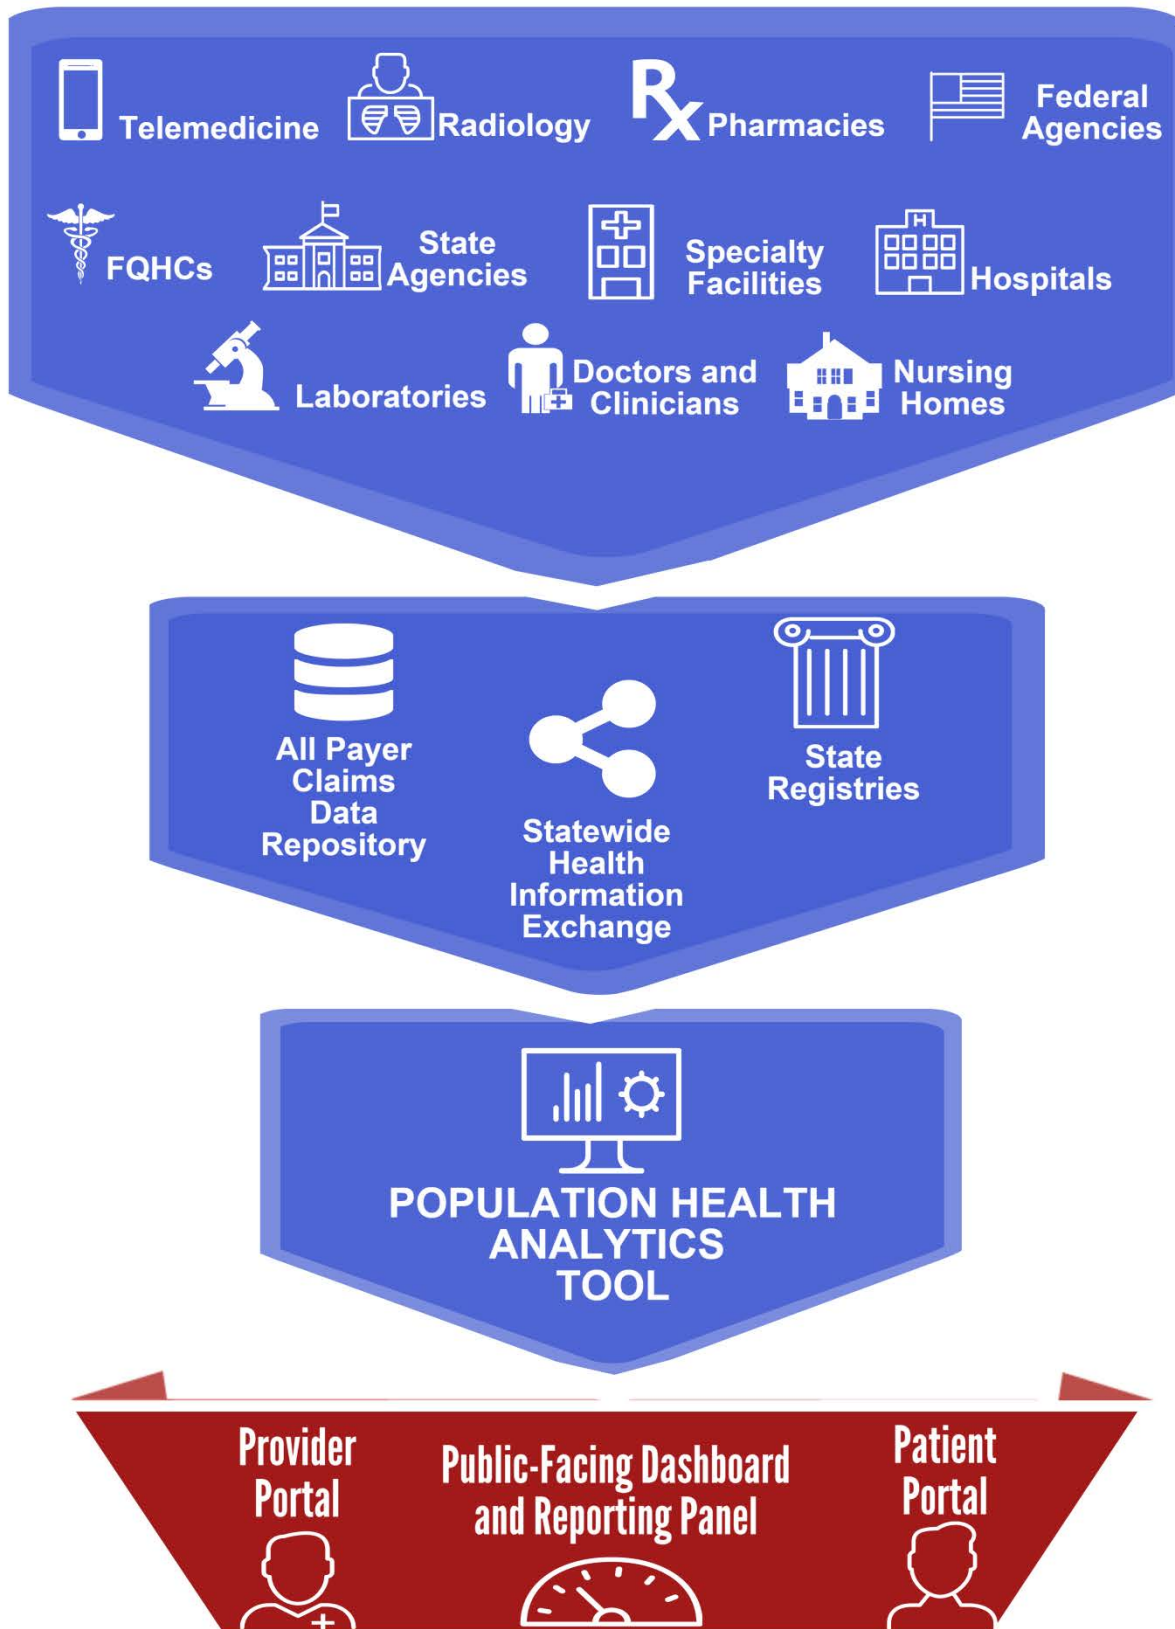 Telemedicine
Radiology
Rx Pharmacies
Federal
Agencies
FQHCs
State
Agencies
Specialty
Facilities
H
Hospitals
Laboratories
Doctors and
Clinicians
Nursing
Homes
All Payer
Claims
Data
Repository
Statewide
Health
Information
Exchange
State
Registries
POPULATION HEALTH
ANALYTICS
TOOL
Provider
Portal
Public-Facing Dashboard
and Reporting Panel
Patient
Portal